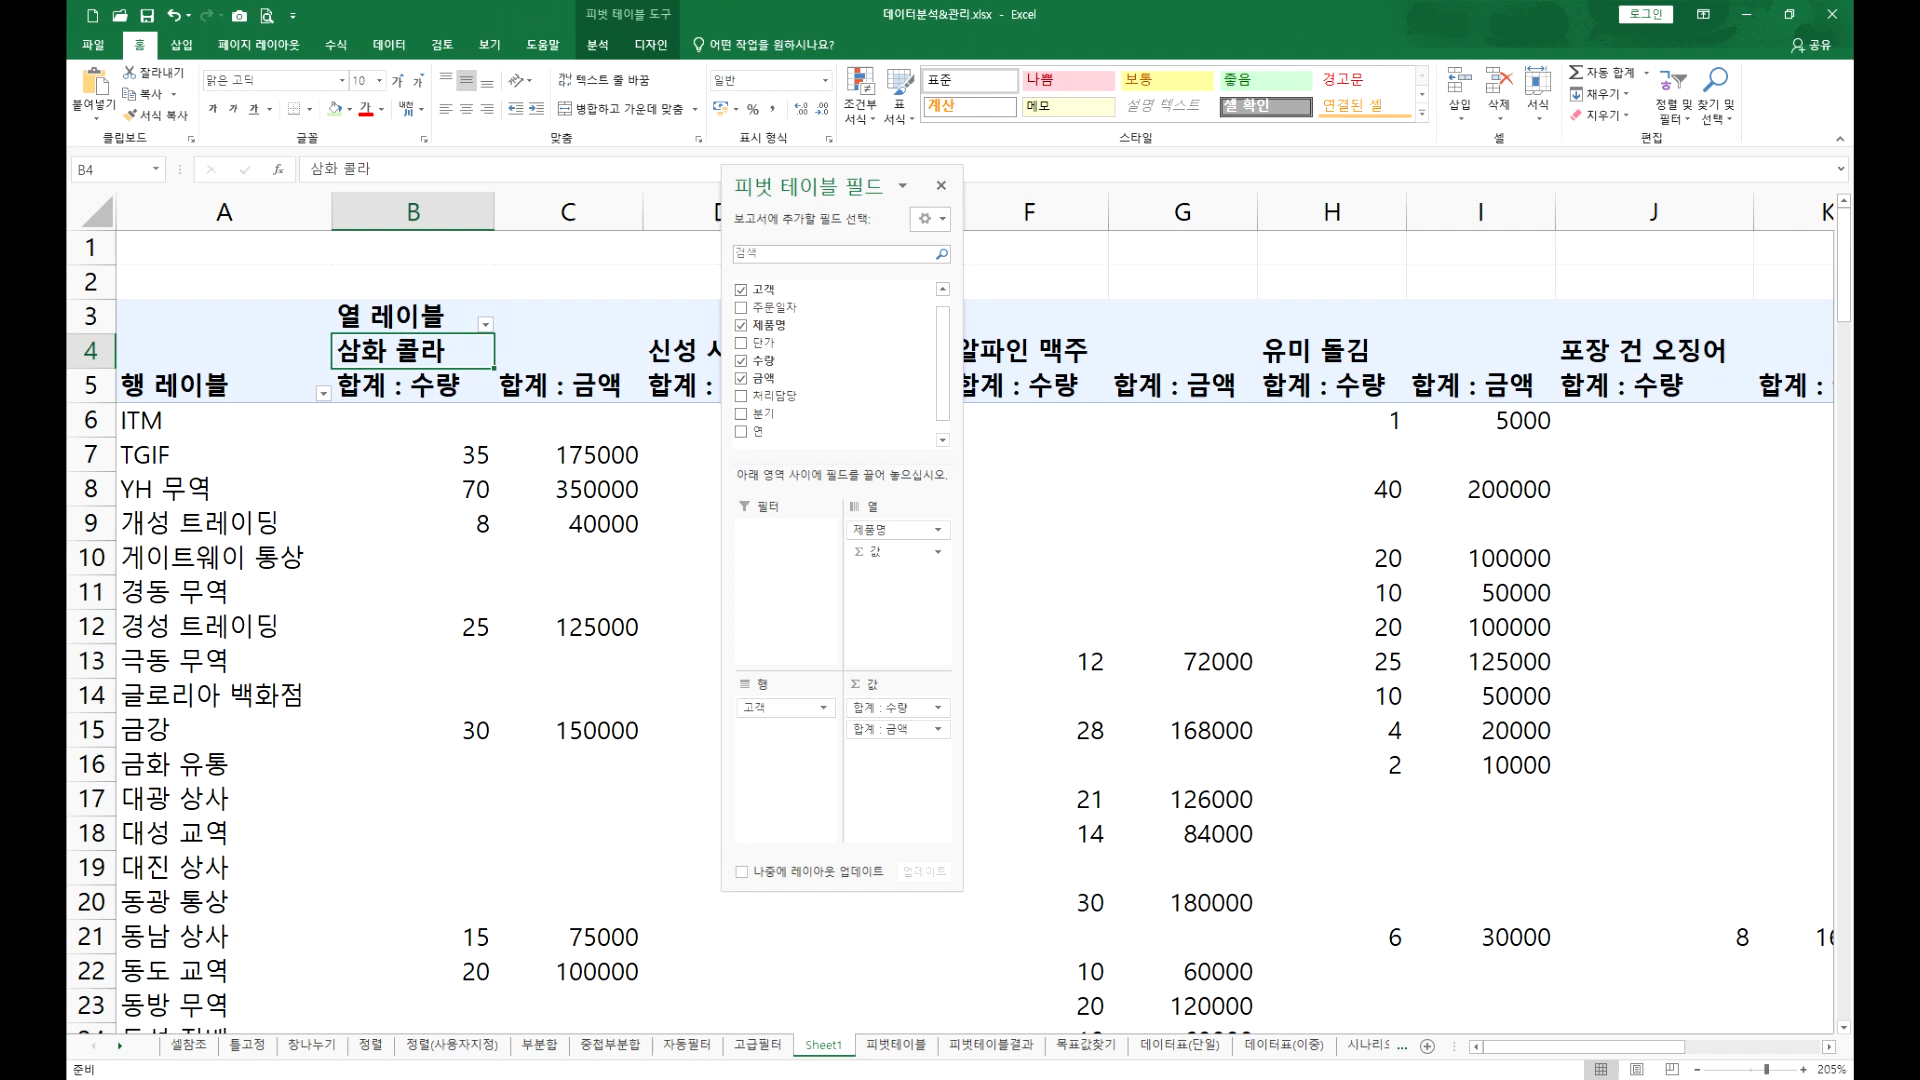 피벗 테이블 도구
데이터분석&관리.xlsx - Excel
로그인
파일 홈 삽입 페이지 레이아웃 수식 데이터 검토 보기 도움말 분석 디자인 어떤 작업을 원하시나요? 공유
붙여넣기 잘라내기 복사 서식 복사 클립보드
맑은 고딕 10 가 가 가 가 가 내천 가 글꼴
텍스트 줄 바꿈 병합하고 가운데 맞춤 맞춤
일반 % 표시 형식
조건부 서식 표 서식
표준 나쁨 보통 좋음 경고문
계산 메모 설명 텍스트 셀 확인 연결된 셀
스타일
삽입 삭제 서식 셀
자동 합계 채우기 지우기 정렬 및 필터 찾기 및 선택 편집
B4 fx 삼화 콜라
A B C F G H I J K
1
2
3 열 레이블
4 삼화 콜라 신성 알파인 맥주 유미 돌김 포장 건 오징어
5 행 레이블 합계 : 수량 합계 : 금액 합계 : 합계 : 수량 합계 : 금액 합계 : 수량 합계 : 금액 합계 : 수량 합계 :
6 ITM 1 5000
7 TGIF 35 175000
8 YH 무역 70 350000 40 200000
9 개성 트레이딩 8 40000
10 게이트웨이 통상 20 100000
11 경동 무역 10 50000
12 경성 트레이딩 25 125000 20 100000
13 극동 무역 12 72000 25 125000
14 글로리아 백화점 10 50000
15 금강 30 150000 28 168000 4 20000
16 금화 유통 2 10000
17 대광 상사 21 126000
18 대성 교역 14 84000
19 대진 상사
20 동광 통상 30 180000
21 동남 상사 15 75000 6 30000 8
22 동도 교역 20 100000 10 60000
23 동방 무역 20 120000
피벗 테이블 필드
보고서에 추가할 필드 선택:
검색
고객
주문일자
제품명
단가
수량
금액
처리담당
분기
연
아래 영역 사이에 필드를 끌어 놓으십시오.
필터 열
제품명
Σ 값
행 Σ 값
고객 합계 : 수량
합계 : 금액
나중에 레이아웃 업데이트 업데이트
셀참조 틀고정 창나누기 정렬 정렬(사용자지정) 부분합 중첩부분합 자동필터 고급필터 Sheet1 피벗테이블 피벗테이블결과 목표값찾기 데이터표(단일) 데이터표(이중) ...
준비 205%